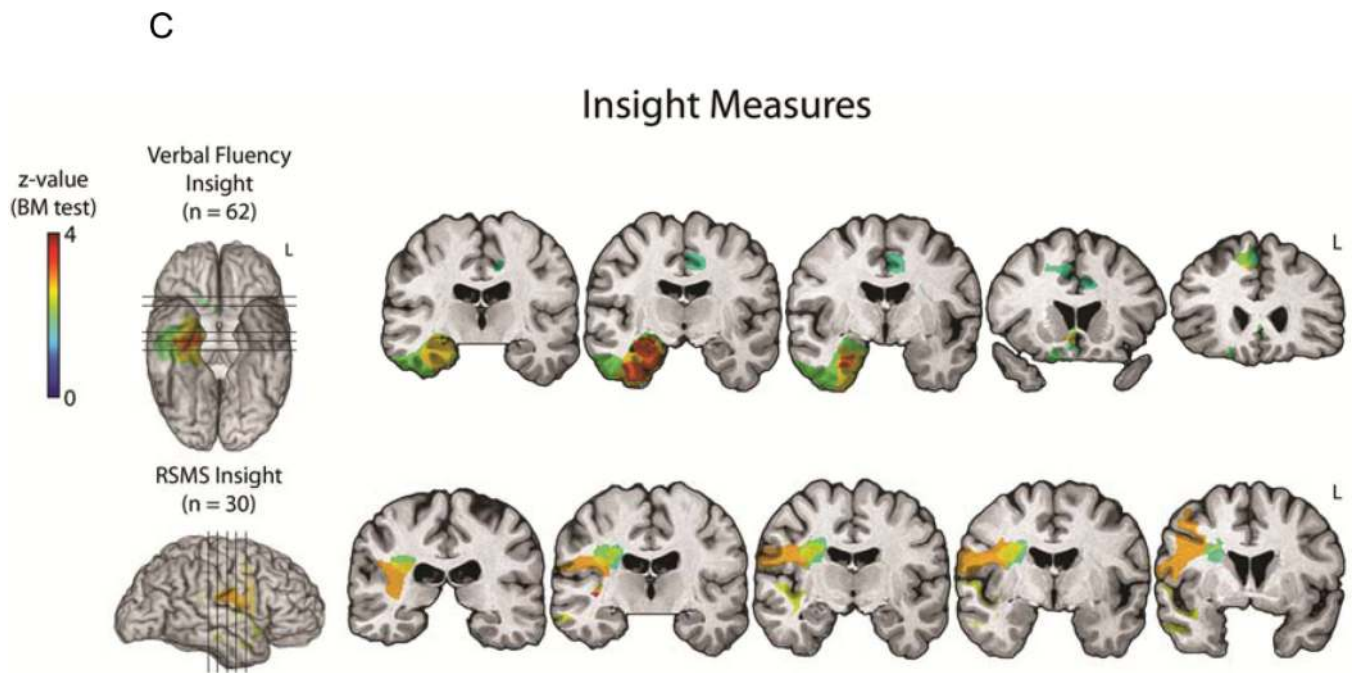 C
Insight Measures
Verbal Fluency
Insight
(n = 62)
z-value
(BM test)
4
0
L
L
RSMS Insight
(n = 30)
L